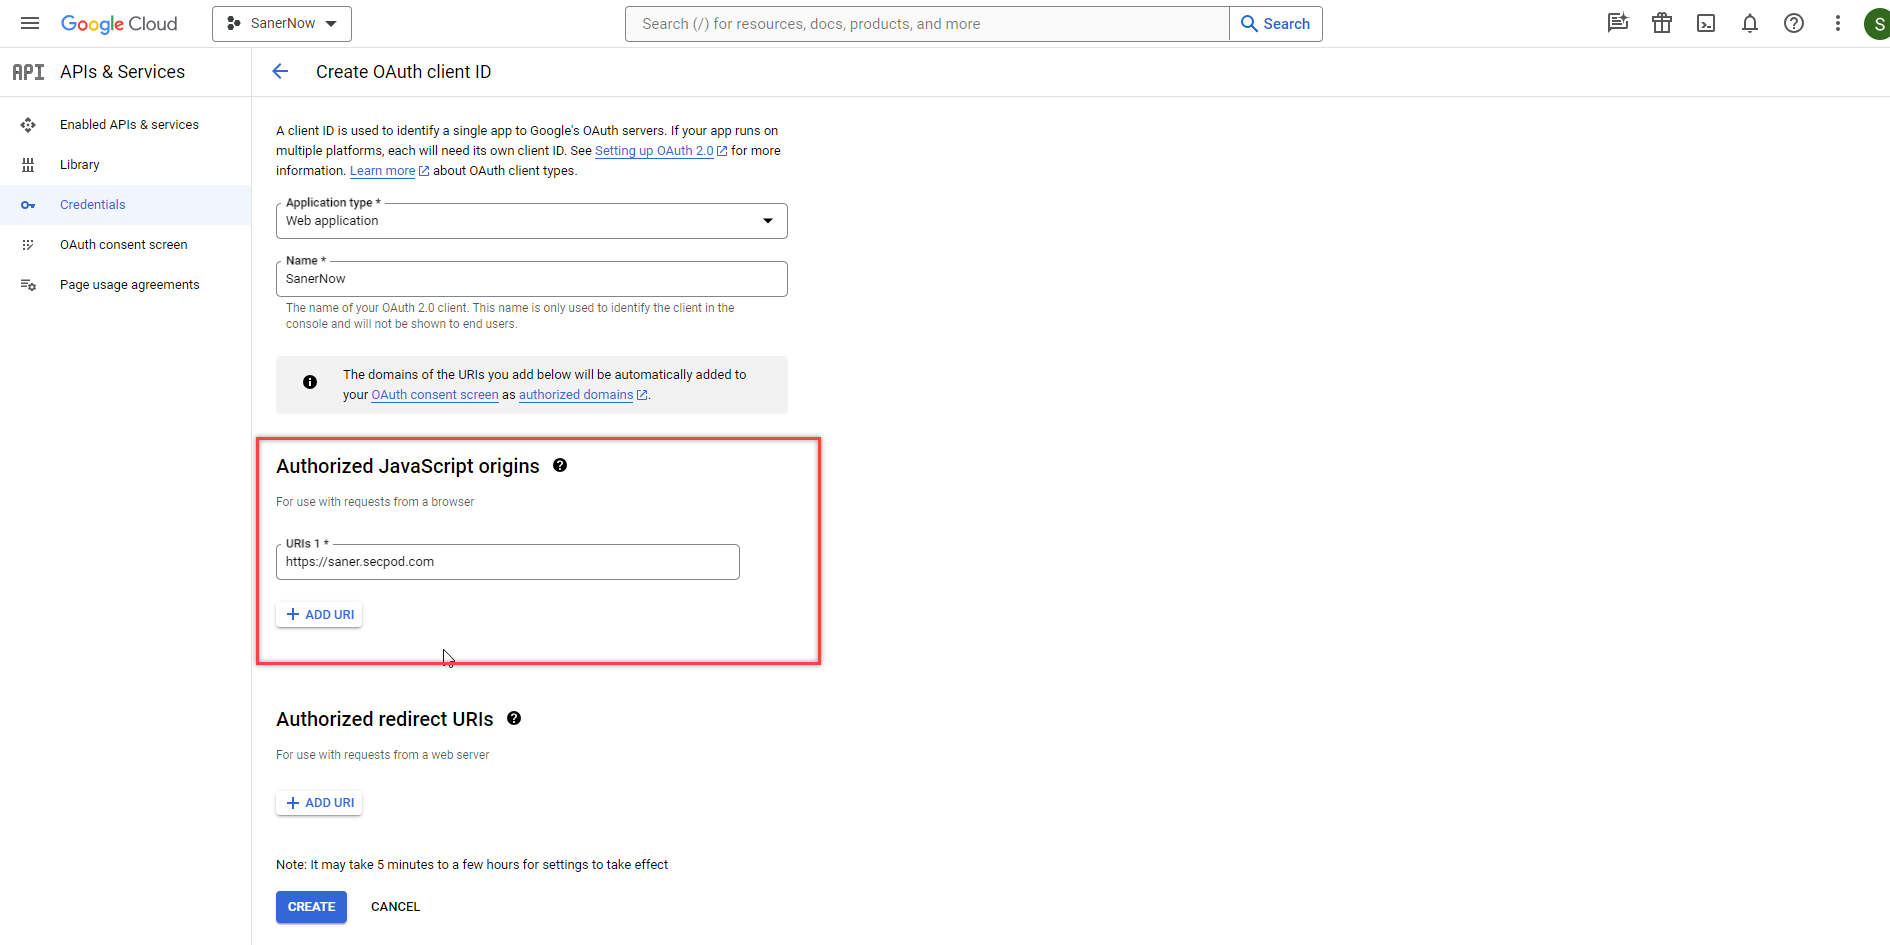 Google Cloud
SanerNow
Search (/) for resources, docs, products, and more
Search
S
API APIs & Services
Create OAuth client ID
Enabled APIs & services
Library
Credentials
OAuth consent screen
Page usage agreements
A client ID is used to identify a single app to Google's OAuth servers. If your app runs on
multiple platforms, each will need its own client ID. See Setting up OAuth 2.0 for more
information. Learn more about OAuth client types.
Application type *
Web application
Name *
SanerNow
The name of your OAuth 2.0 client. This name is only used to identify the client in the
console and will not be shown to end users.
The domains of the URIs you add below will be automatically added to
your OAuth consent screen as authorized domains.
Authorized JavaScript origins
For use with requests from a browser
URIs 1 *
https://saner.secpod.com
ADD URI
Authorized redirect URIs
For use with requests from a web server
ADD URI
Note: It may take 5 minutes to a few hours for settings to take effect
CREATE
CANCEL